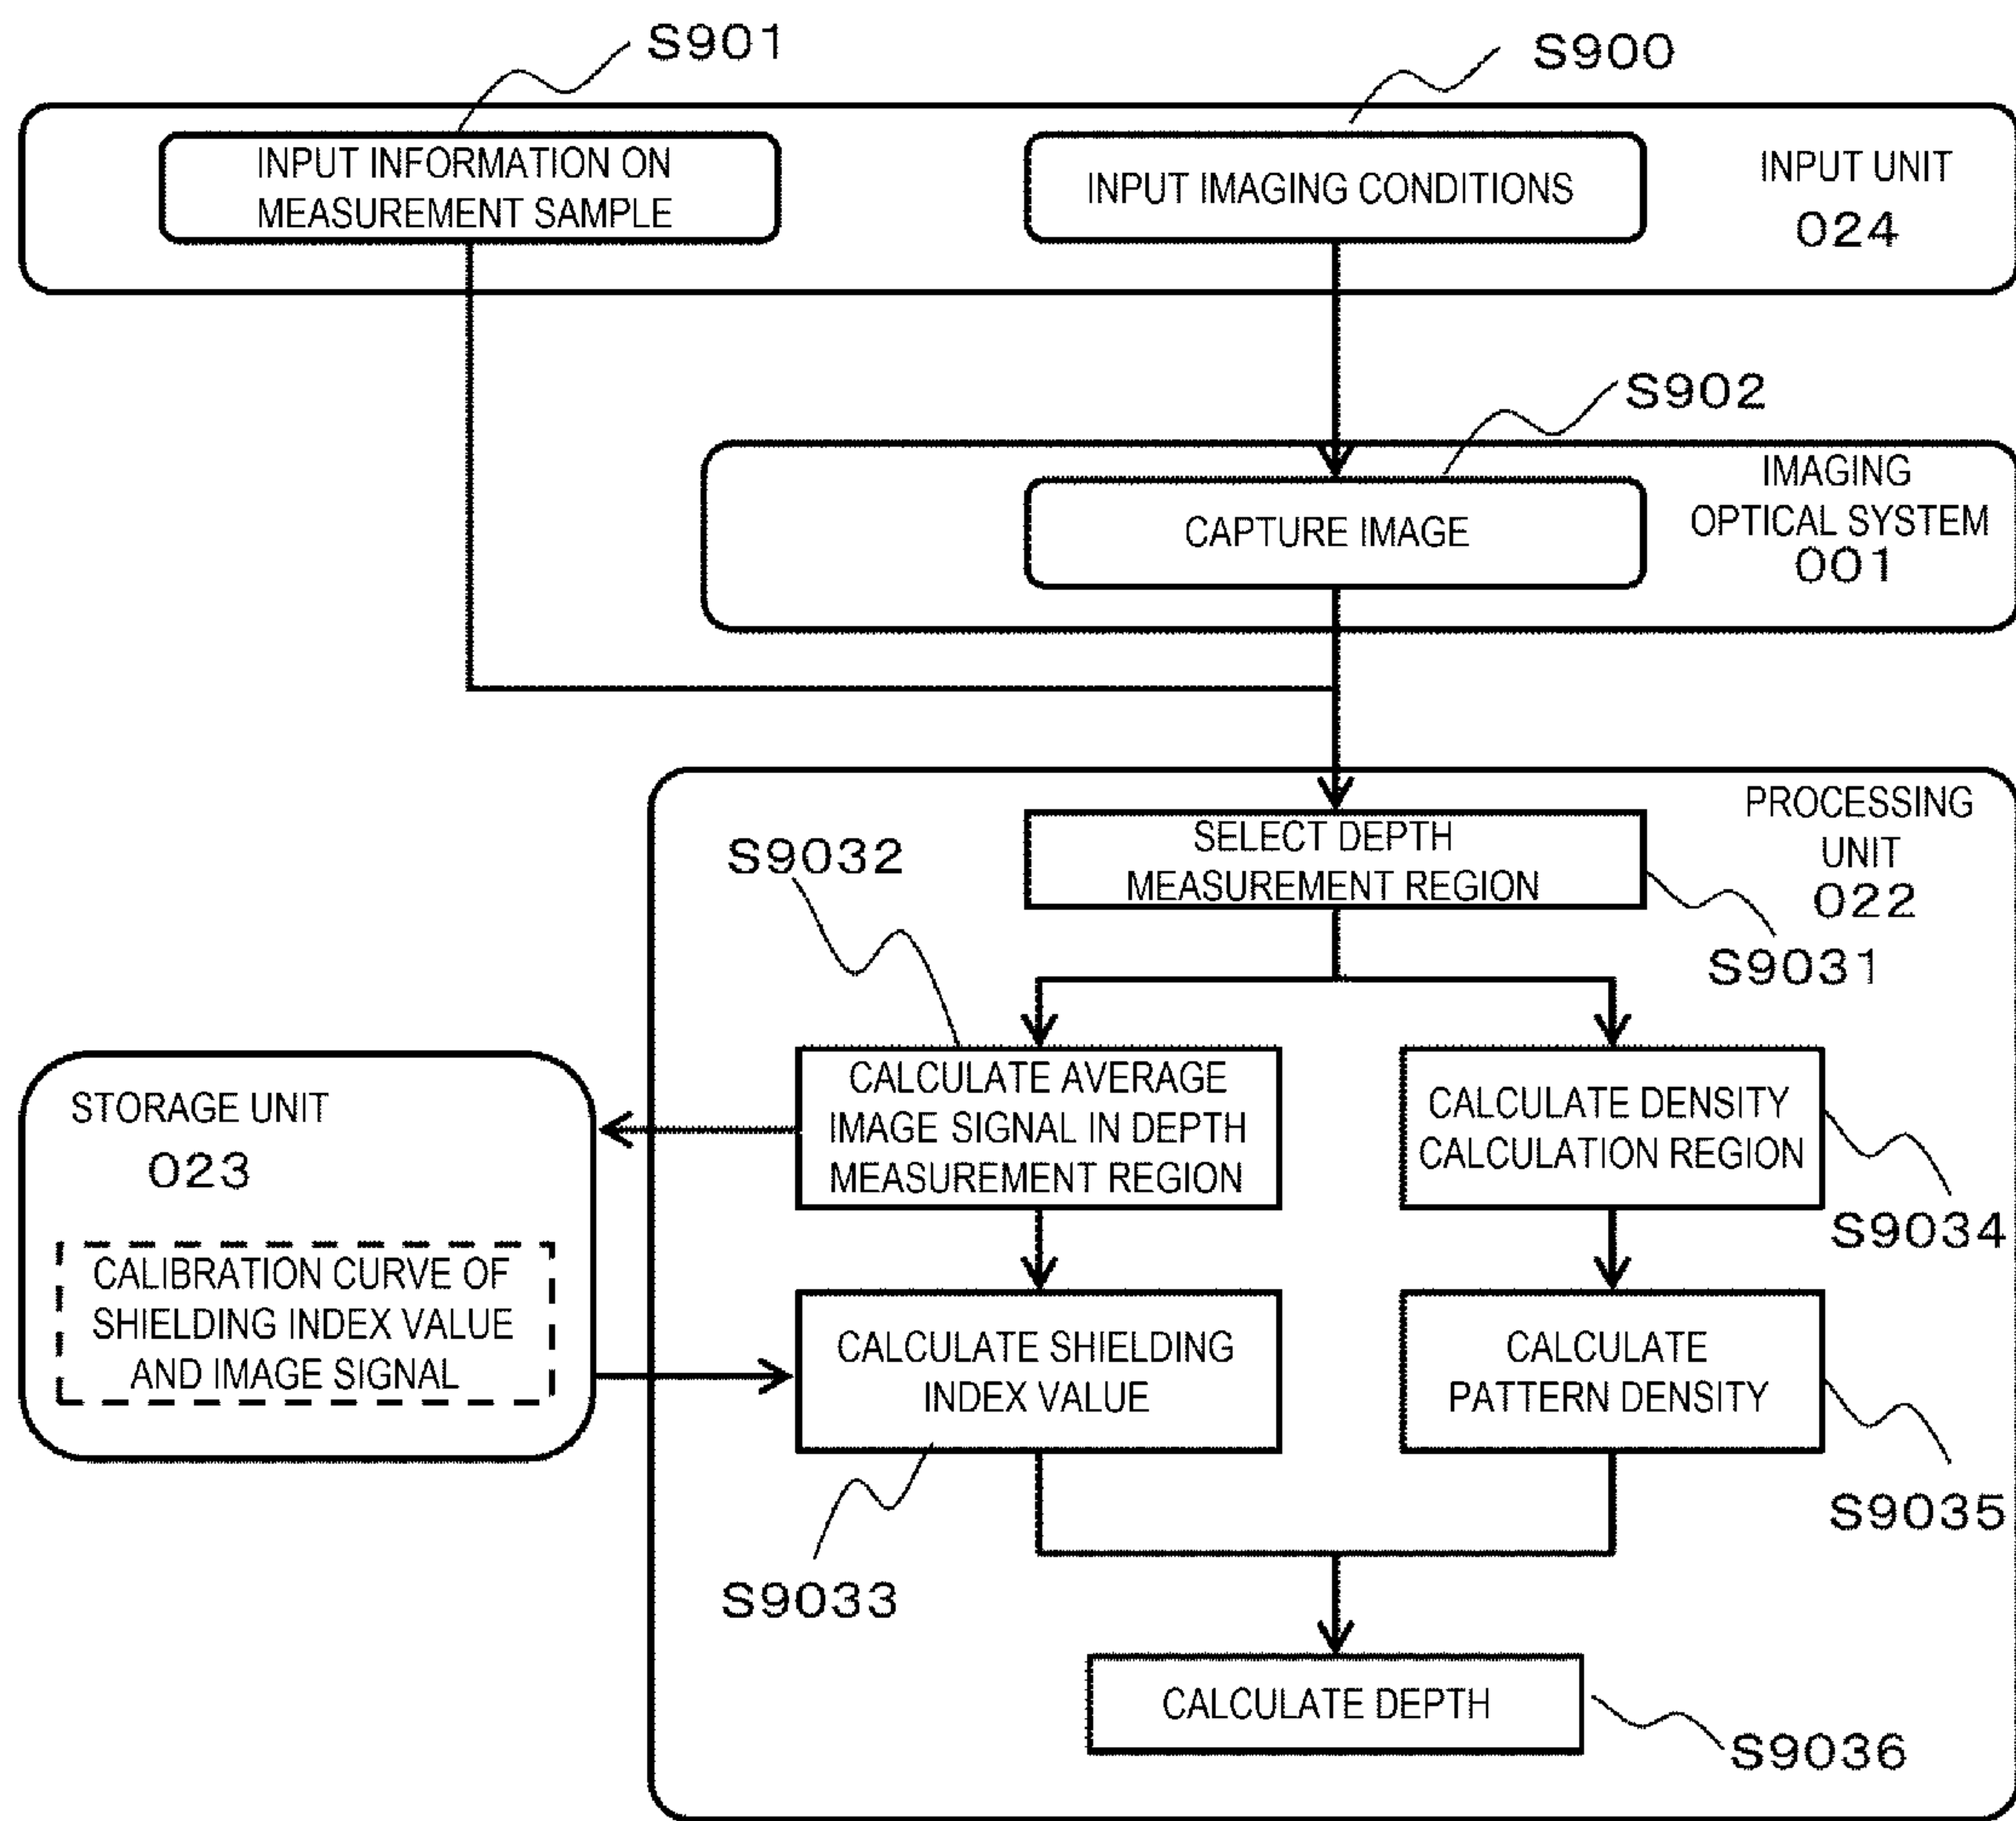 S901
S900
INPUT INFORMATION ON
MEASUREMENT SAMPLE
INPUT IMAGING CONDITIONS
INPUT UNIT
024
S902
IMAGING
OPTICAL SYSTEM
001
CAPTURE IMAGE
PROCESSING
UNIT
022
SELECT DEPTH
MEASUREMENT REGION
S9032
S9031
STORAGE UNIT
023
CALCULATE AVERAGE
IMAGE SIGNAL IN DEPTH
MEASUREMENT REGION
CALCULATE DENSITY
CALCULATION REGION
S9034
CALIBRATION CURVE OF
SHIELDING INDEX VALUE
AND IMAGE SIGNAL
CALCULATE SHIELDING
INDEX VALUE
CALCULATE
PATTERN DENSITY
S9035
S9033
CALCULATE DEPTH
S9036